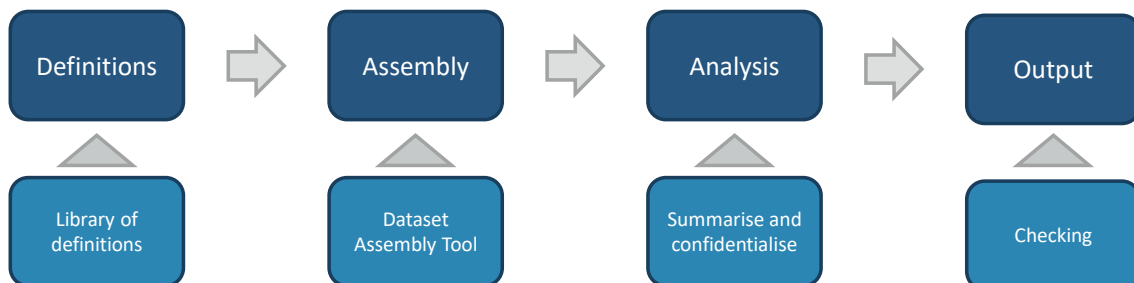 Definitions
Assembly
Analysis
Output
Library of
definitions
Dataset
Assembly Tool
Summarise and
confidentialise
Checking